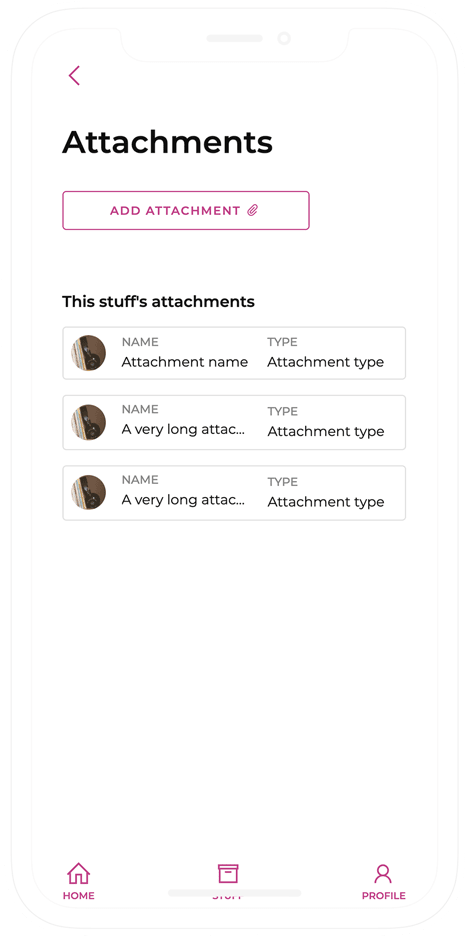 Attachments
ADD ATTACHMENT
This stuff's attachments
NAME TYPE
Attachment name Attachment type
NAME TYPE
A very long attac... Attachment type
NAME TYPE
A very long attac... Attachment type
HOME STUFF PROFILE